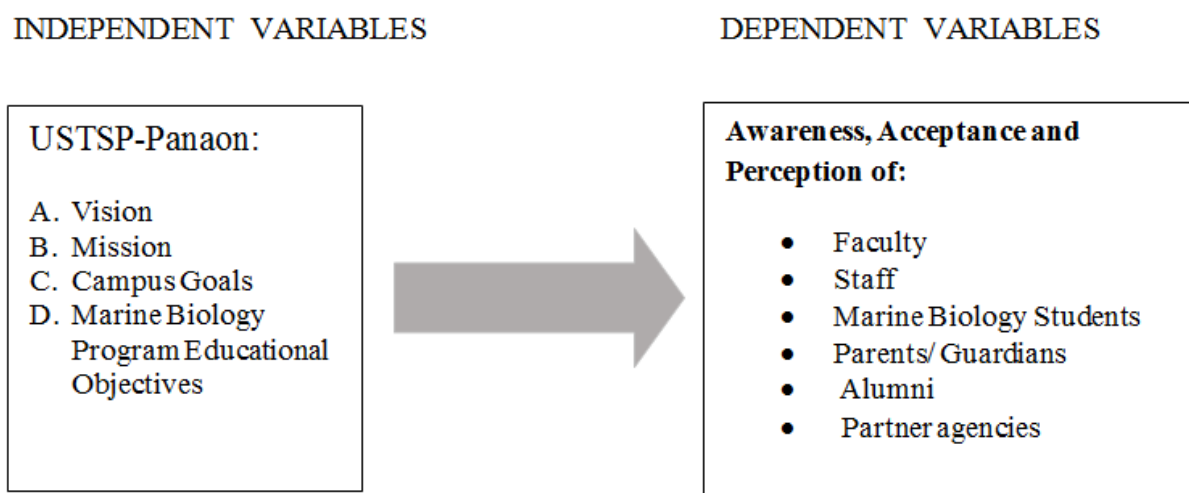 INDEPENDENT VARIABLES
DEPENDENT VARIABLES
USTSP-Panaon:
A. Vision
B. Mission
C. Campus Goals
D. Marine Biology
Program Educational
Objectives
Awareness, Acceptance and
Perception of:
● Faculty
● Staff
● Marine Biology Students
● Parents/ Guardians
● Alumni
● Partner agencies